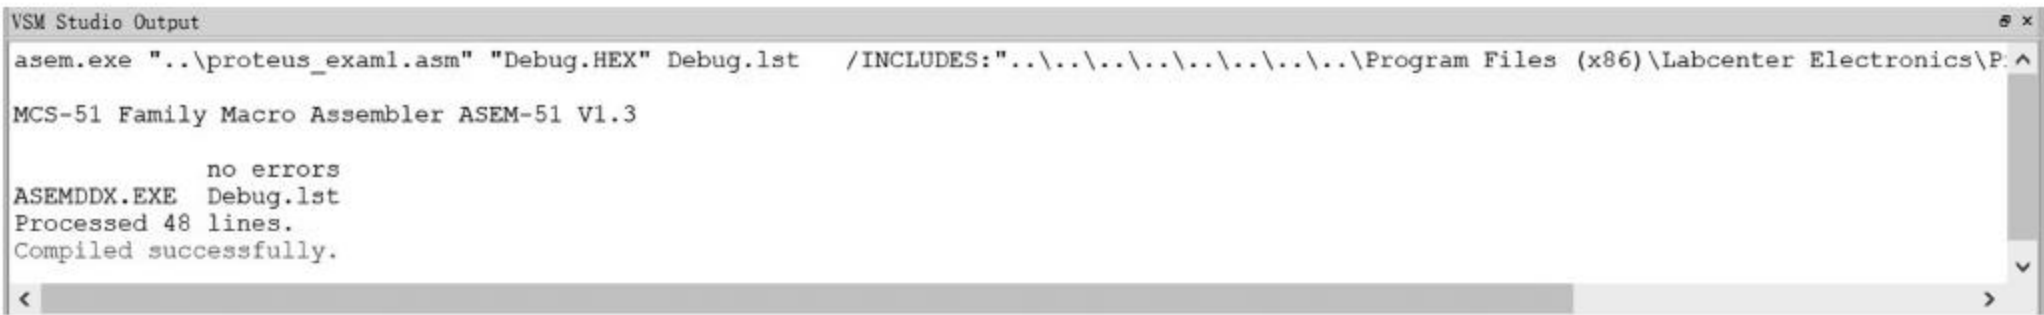 VSM Studio Output
asem.exe "..\proteus_exam1.asm" "Debug.HEX" Debug.lst /INCLUDES:"..\..\..\..\..\..\..\..\Program Files (x86)\Labcenter Electronics\P
MCS-51 Family Macro Assembler ASEM-51 V1.3
no errors
ASEMDDX.EXE Debug.lst
Processed 48 lines.
Compiled successfully.